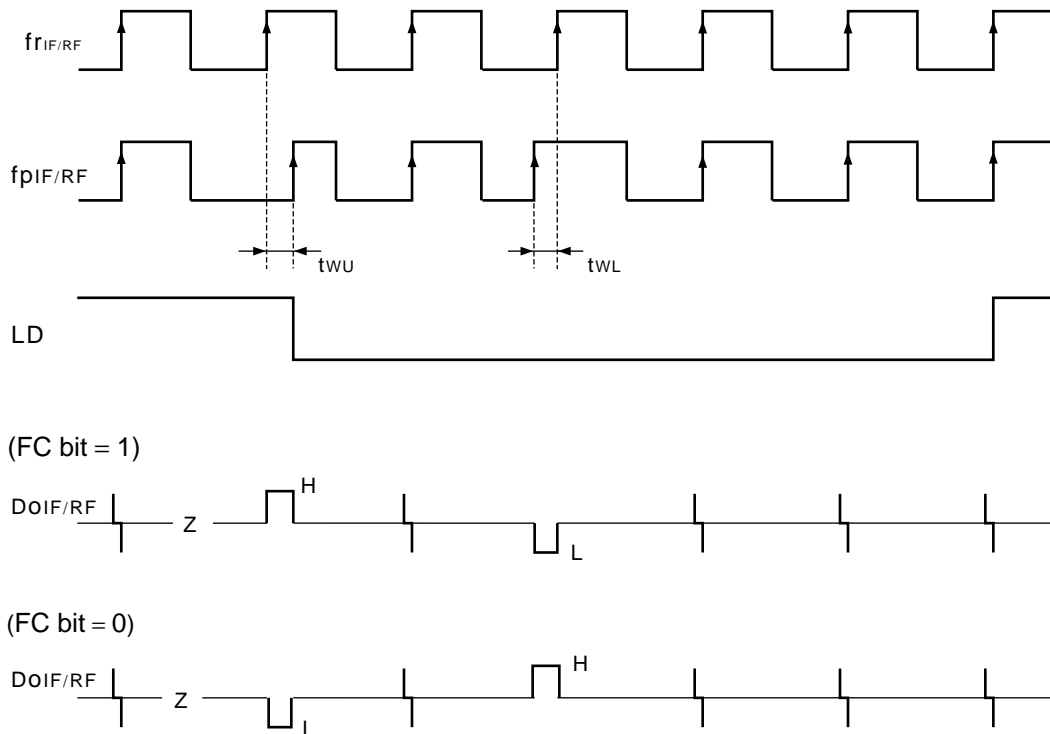 frIF/RF
fpIF/RF
tWU
tWL
LD
(FC bit = 1)
DoIF/RF
Z
H
L
(FC bit = 0)
DoIF/RF
Z
H
L